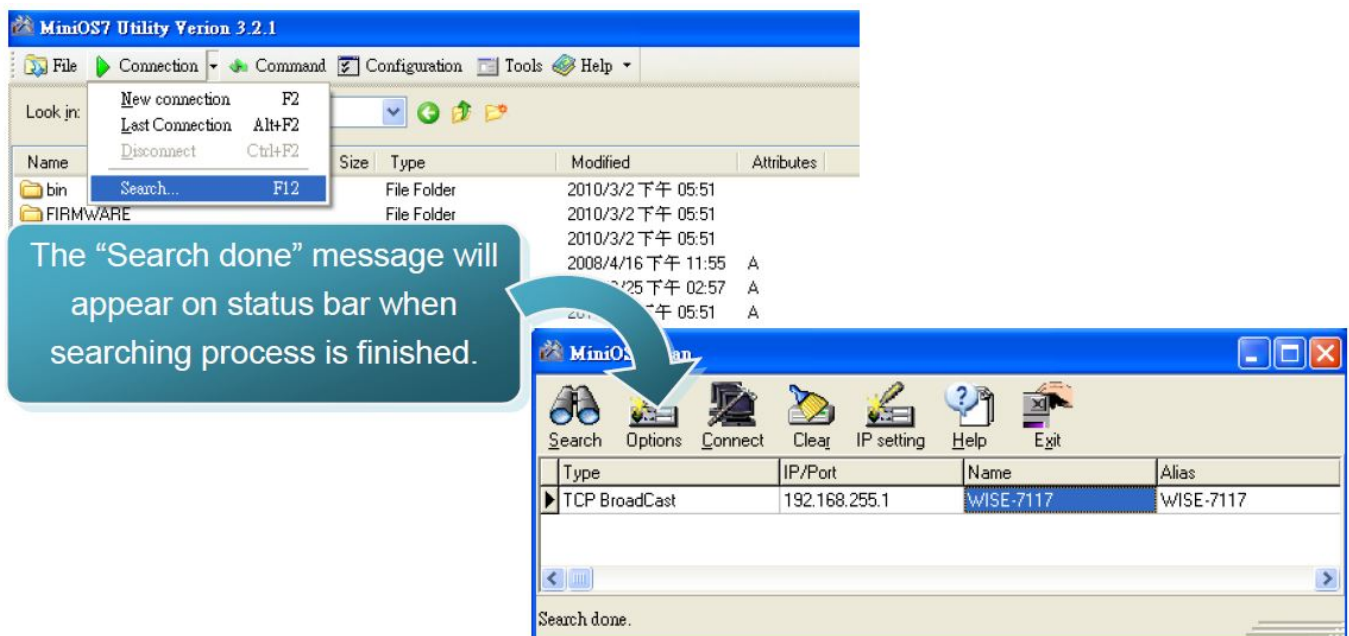 MiniOS7 Utility Verion 3.2.1
File Connection Command Configuration Tools Help
Look in:
New connection F2
Last Connection Alt+F2
Disconnect Ctrl+F2
Search... F12
Name Size Type Modified Attributes
bin File Folder 2010/3/2 下午 05:51
FIRMWARE File Folder 2010/3/2 下午 05:51
2010/3/2 下午 05:51
2008/4/16 下午 11:55 A
25 下午 02:57 A
下午 05:51 A
The “Search done” message will
appear on status bar when
searching process is finished.
Search Options Connect Clear IP setting Help Exit
Type IP/Port Name Alias
TCP BroadCast 192.168.255.1 WISE-7117 WISE-7117
Search done.